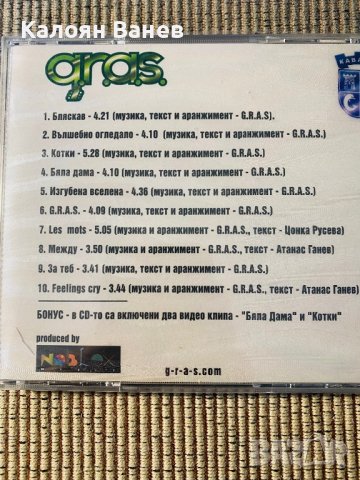 Калоян Ванев
g.r.a.s.
КАВА
1. Бляскав - 4.21 (музика, текст и аранжимент - G.R.A.S).
2. Вълшебно огледало - 4.10 (музика, текст и аранжимент - G.R.A.S.)
3. Котки - 5.28 (музика, текст и аранжимент - G.R.A.S.)
4. Бяла дама - 4.10 (музика, текст и аранжимент - G.R.A.S.)
5. Изгубена вселена - 4.36 (музика, текст и аранжимент - G.R.A.S.)
6. G.R.A.S. - 4.09 (музика, текст и аранжимент - G.R.A.S.)
7. Les mots - 5.05 (музика и аранжимент - G.R.A.S., текст - Цонка Русева)
8. Между - 3.50 (музика и аранжимент - G.R.A.S., текст - Атанас Ганев)
9. За теб - 3.41 (музика и аранжимент - G.R.A.S.)
10. Feelings cry - 3.44 (музика и аранжимент - G.R.A.S., текст - Атанас Ганев)
БОНУС - в CD-то са включени два видео клипа - "Бяла Дама" и "Котки"
produced by
g-r-a-s.com